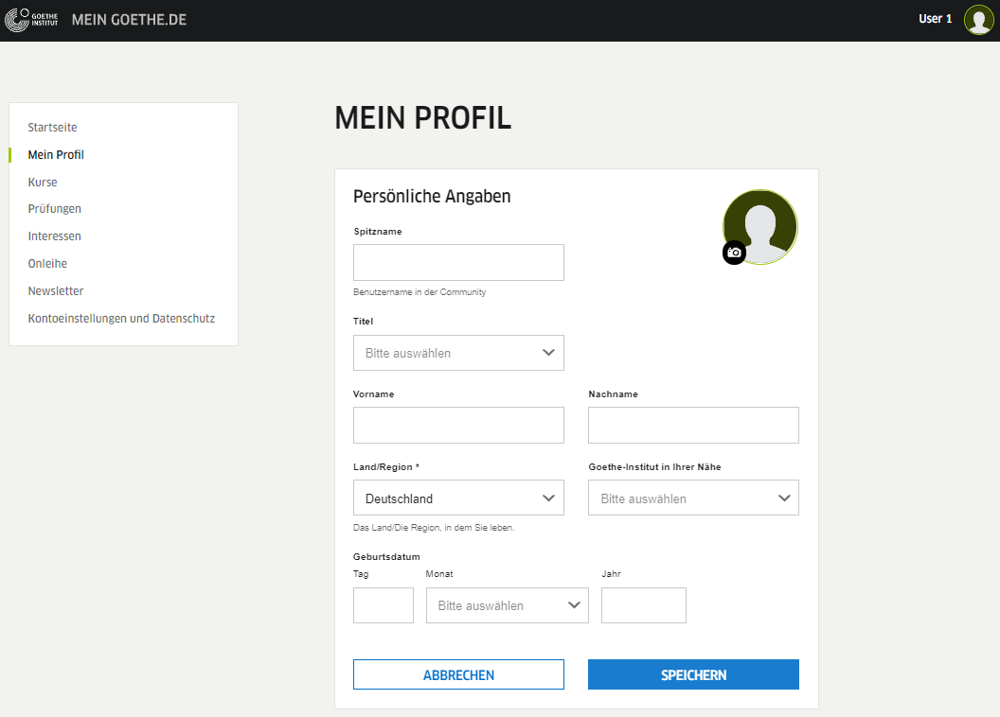 GOETHE
INSTITUT
MEIN GOETHE.DE
User 1
Startseite
Mein Profil
Kurse
Prüfungen
Interessen
Onleihe
Newsletter
Kontoeinstellungen und Datenschutz
MEIN PROFIL
Persönliche Angaben
Spitzname
Benutzername in der Community
Titel
Bitte auswählen
Vorname
Nachname
Land/Region *
Goethe-Institut in Ihrer Nähe
Deutschland
Bitte auswählen
Das Land/Die Region, in dem Sie leben.
Geburtsdatum
Tag
Monat
Jahr
Bitte auswählen
ABBRECHEN
SPEICHERN